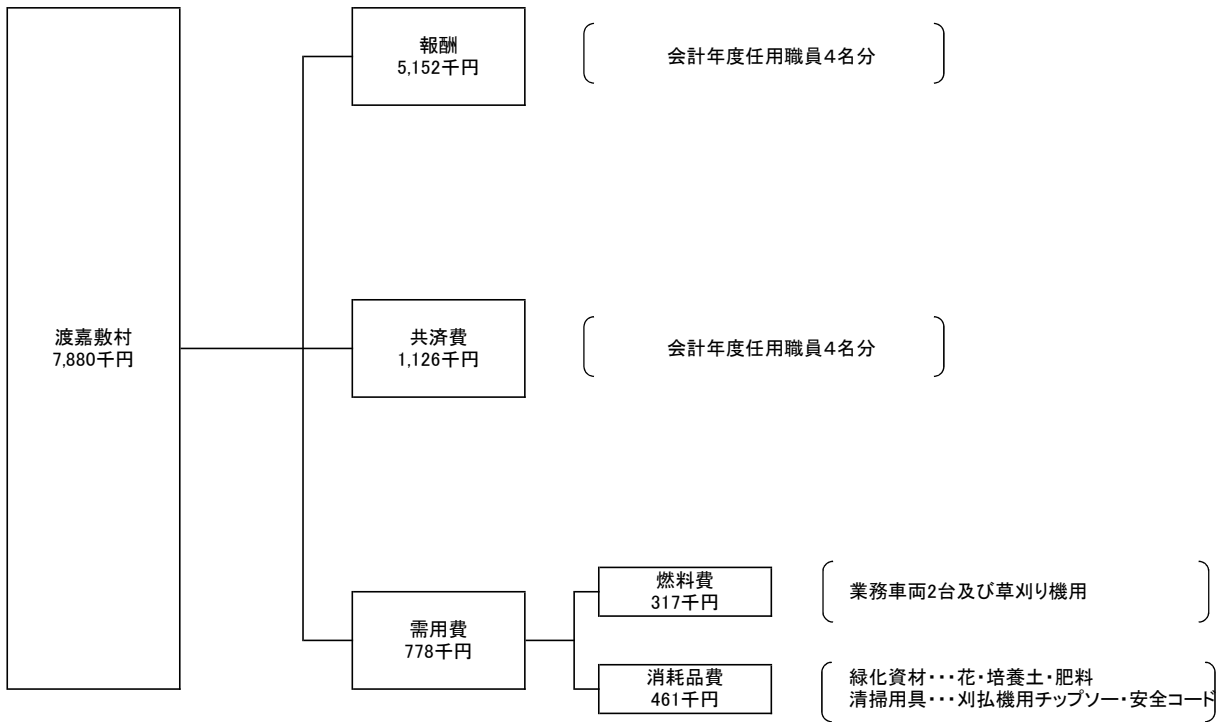 報酬
5,152千円
会計年度任用職員4名分
渡嘉敷村
7,880千円
共済費
1,126千円
会計年度任用職員4名分
需用費
778千円
燃料費
317千円
業務車両2台及び草刈り機用
消耗品費
461千円
緑化資材・・・花・培養土・肥料
清掃用具・・・刈払機用チップソー・安全コード